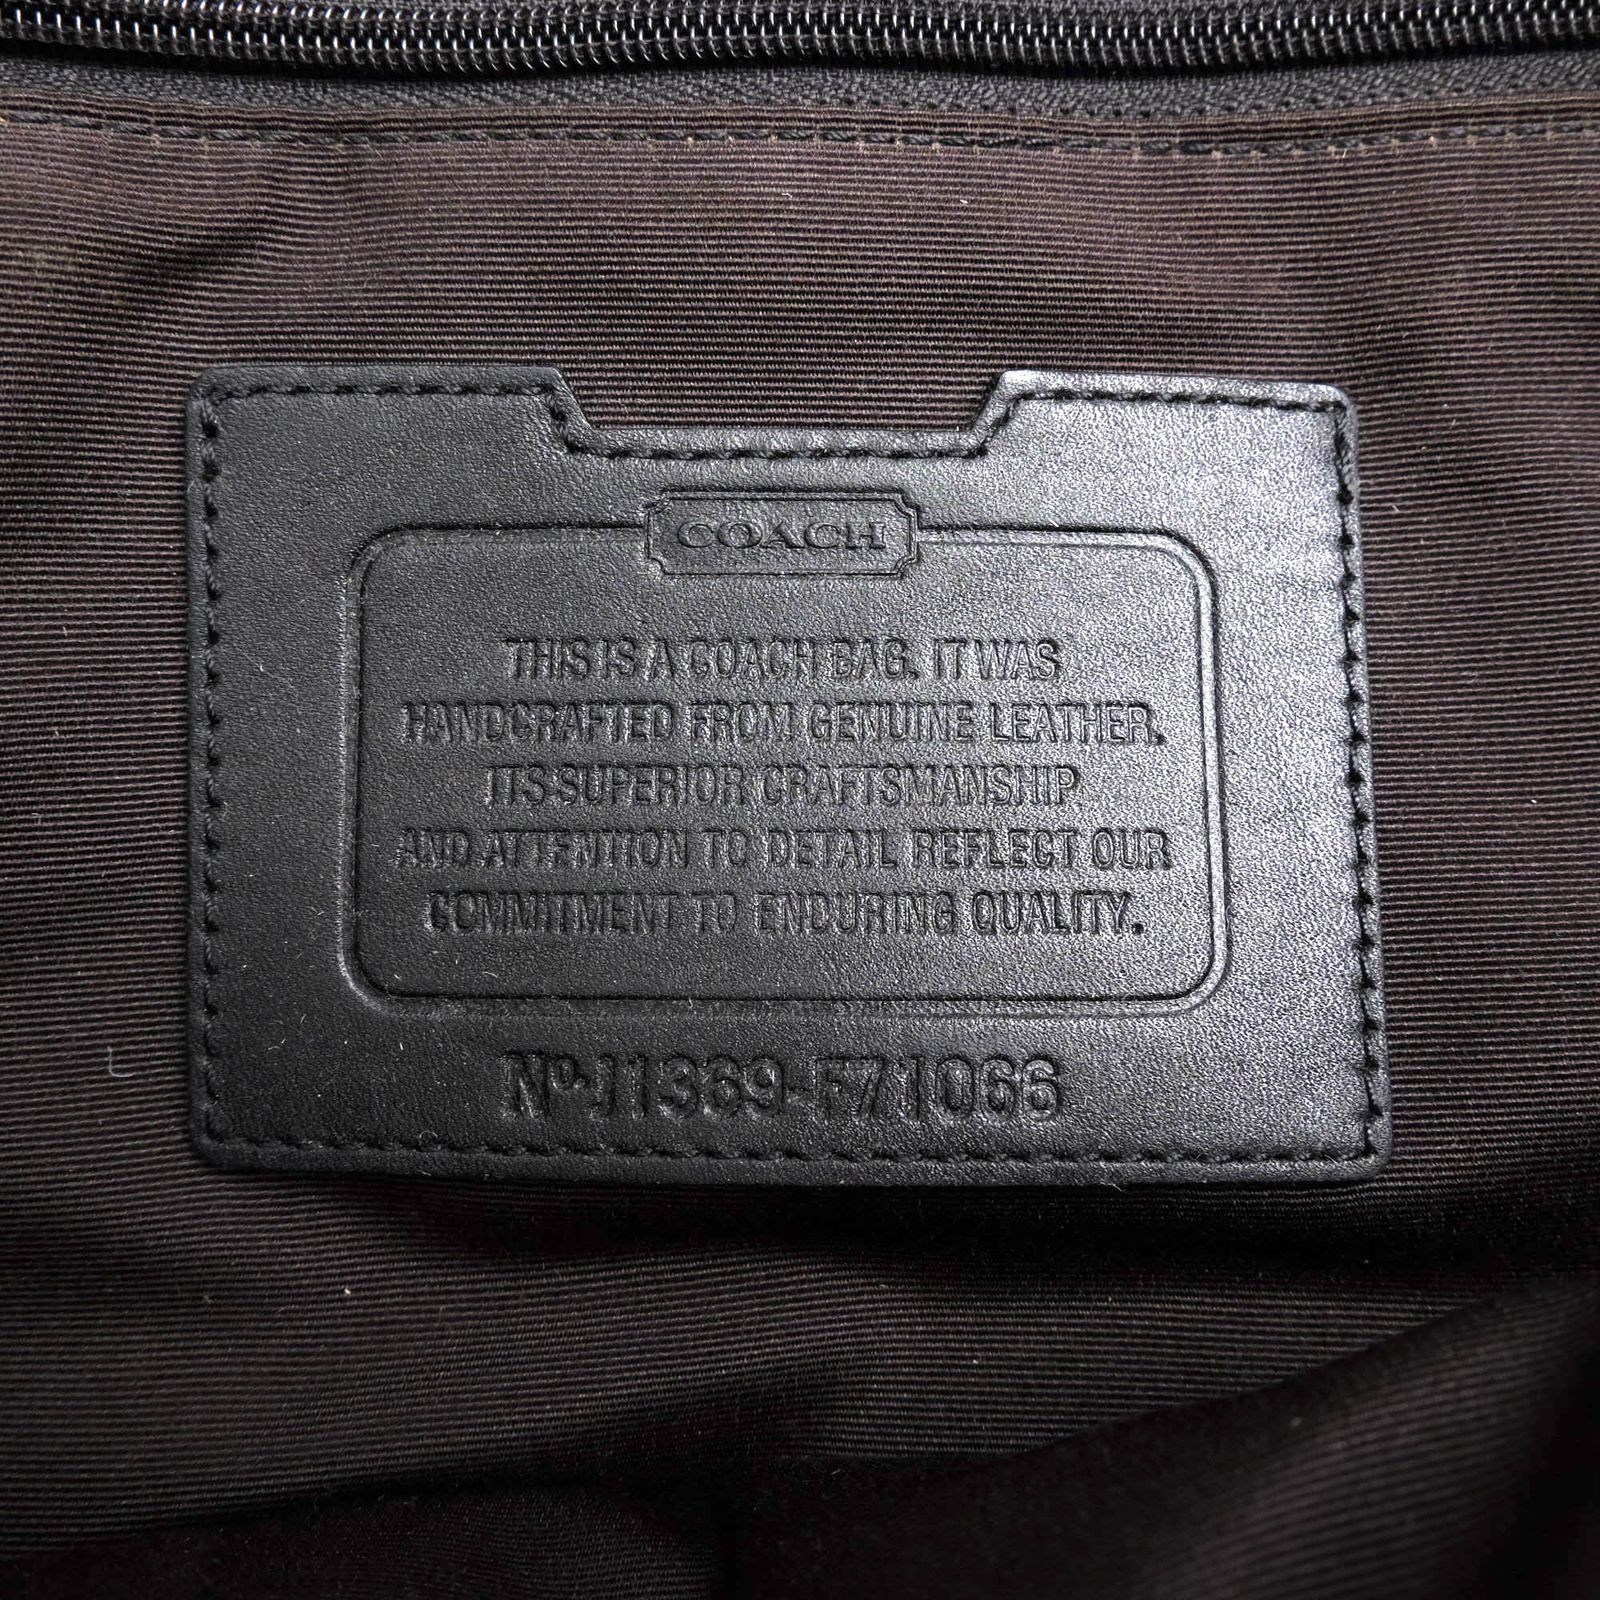 COACH
THIS IS A COACH BAG. IT WAS
HANDCRAFTED FROM GENUINE LEATHER.
ITS SUPERIOR CRAFTSMANSHIP
AND ATTENTION TO DETAIL REFLECT OUR
COMMITMENT TO ENDURING QUALITY.
Nº J1369-F71066